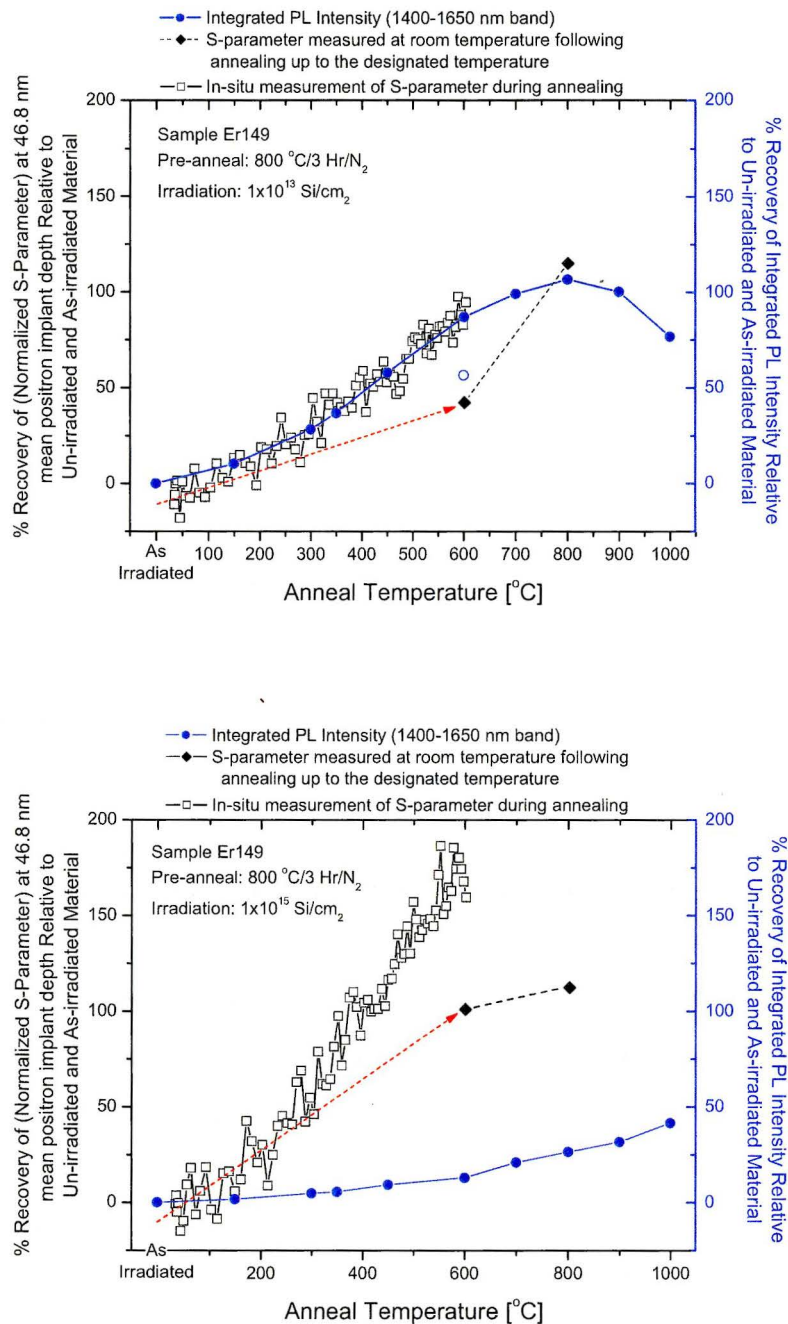 Integrated PL Intensity (1400-1650 nm band)
S-parameter measured at room temperature following
annealing up to the designated temperature
In-situ measurement of S-parameter during annealing
% Recovery of (Normalized S-Parameter) at 46.8 nm
mean positron implant depth Relative to
Un-irradiated and As-irradiated Material
200
150
100
50
0
Sample Er149
Pre-anneal: 800 °C/3 Hr/N₂
Irradiation: 1x10¹³ Si/cm₂
200
150
100
50
0
% Recovery of Integrated PL Intensity Relative
to Un-irradiated and As-irradiated Material
As
Irradiated
100 200 300 400 500 600 700 800 900 1000
Anneal Temperature [°C]
Integrated PL Intensity (1400-1650 nm band)
S-parameter measured at room temperature following
annealing up to the designated temperature
In-situ measurement of S-parameter during annealing
% Recovery of (Normalized S-Parameter) at 46.8 nm
mean positron implant depth Relative to
Un-irradiated and As-irradiated Material
200
150
100
50
0
Sample Er149
Pre-anneal: 800 °C/3 Hr/N₂
Irradiation: 1x10¹⁵ Si/cm₂
200
150
100
50
0
% Recovery of Integrated PL Intensity Relative
to Un-irradiated and As-irradiated Material
As
Irradiated
200 400 600 800 1000
Anneal Temperature [°C]